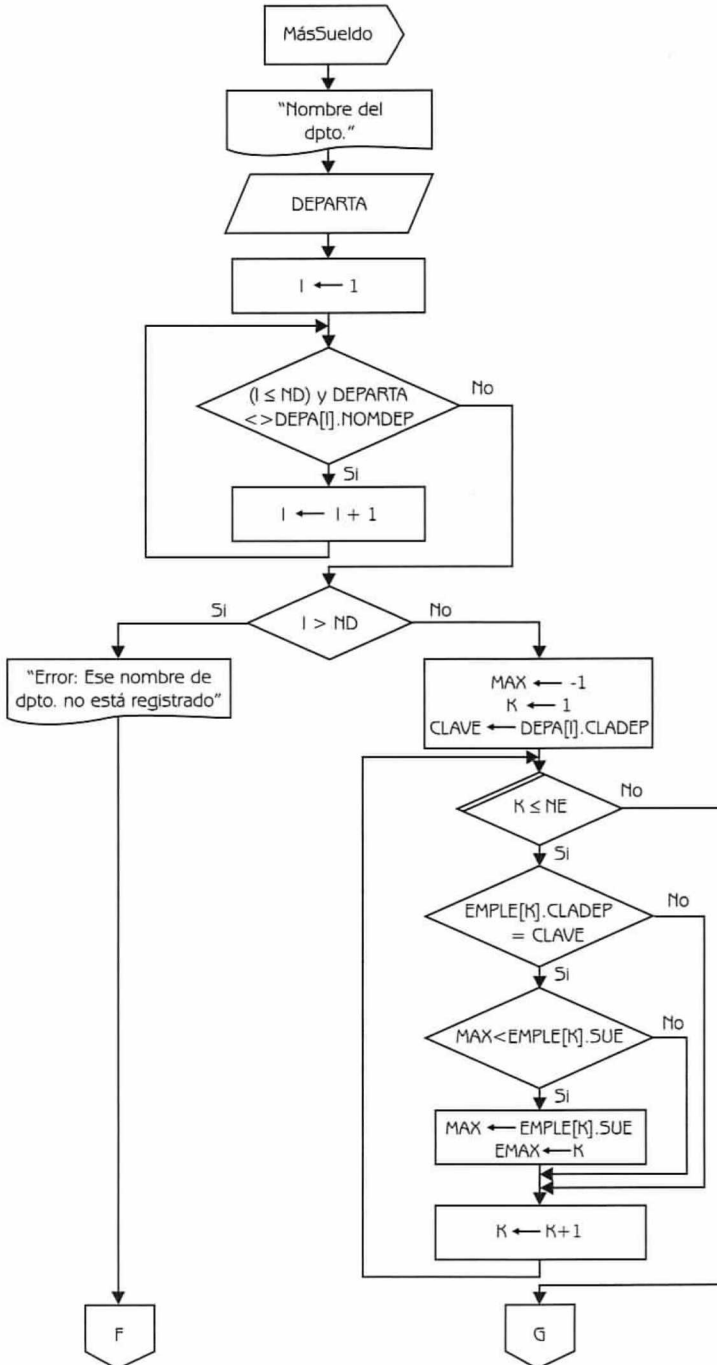 MásSueldo
"Nombre del
dpto."
DEPARTA
I ← 1
(I ≤ ND) y DEPARTA
<>DEPA[I].NOMDEP
No
Si
I ← I + 1
Si
I > ND
No
"Error: Ese nombre de
dpto. no está registrado"
MAX ← -1
K ← 1
CLAVE ← DEPA[I].CLADEP
K ≤ NE
No
Si
EMPLE[K].CLADEP
= CLAVE
No
Si
MAX<EMPLE[K].SUE
No
Si
MAX ← EMPLE[K].SUE
EMAX ← K
K ← K+1
F
G